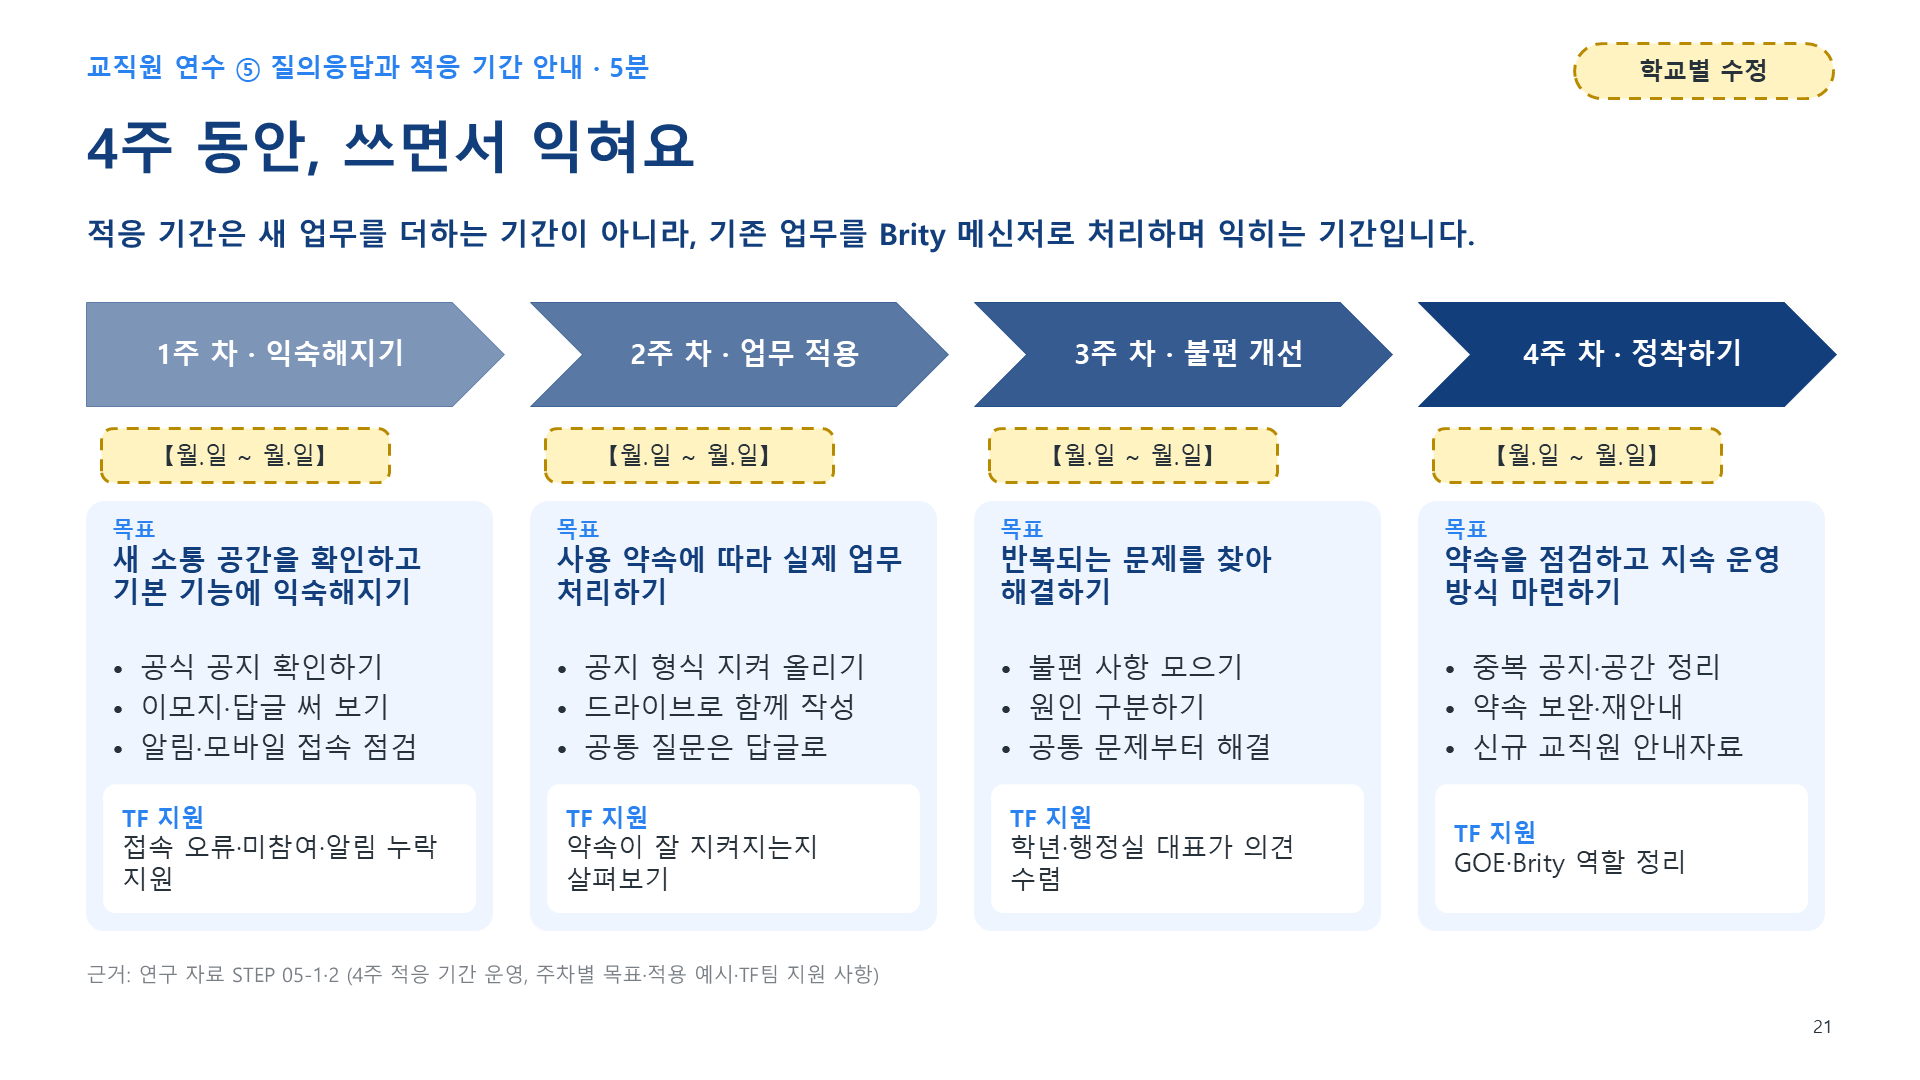 교직원 연수 ⑤ 질의응답과 적응 기간 안내 · 5분
학교별 수정
4주 동안, 쓰면서 익혀요
적응 기간은 새 업무를 더하는 기간이 아니라, 기존 업무를 Brity 메신저로 처리하며 익히는 기간입니다.
1주 차 · 익숙해지기
2주 차 · 업무 적용
3주 차 · 불편 개선
4주 차 · 정착하기
【월.일 ~ 월.일】
【월.일 ~ 월.일】
【월.일 ~ 월.일】
【월.일 ~ 월.일】
목표
새 소통 공간을 확인하고
기본 기능에 익숙해지기
• 공식 공지 확인하기
• 이모지·답글 써 보기
• 알림·모바일 접속 점검
TF 지원
접속 오류·미참여·알림 누락
지원
목표
사용 약속에 따라 실제 업무
처리하기
• 공지 형식 지켜 올리기
• 드라이브로 함께 작성
• 공통 질문은 답글로
TF 지원
약속이 잘 지켜지는지
살펴보기
목표
반복되는 문제를 찾아
해결하기
• 불편 사항 모으기
• 원인 구분하기
• 공통 문제부터 해결
TF 지원
학년·행정실 대표가 의견
수렴
목표
약속을 점검하고 지속 운영
방식 마련하기
• 중복 공지·공간 정리
• 약속 보완·재안내
• 신규 교직원 안내자료
TF 지원
GOE·Brity 역할 정리
근거: 연구 자료 STEP 05-1·2 (4주 적응 기간 운영, 주차별 목표·적용 예시·TF팀 지원 사항)
21